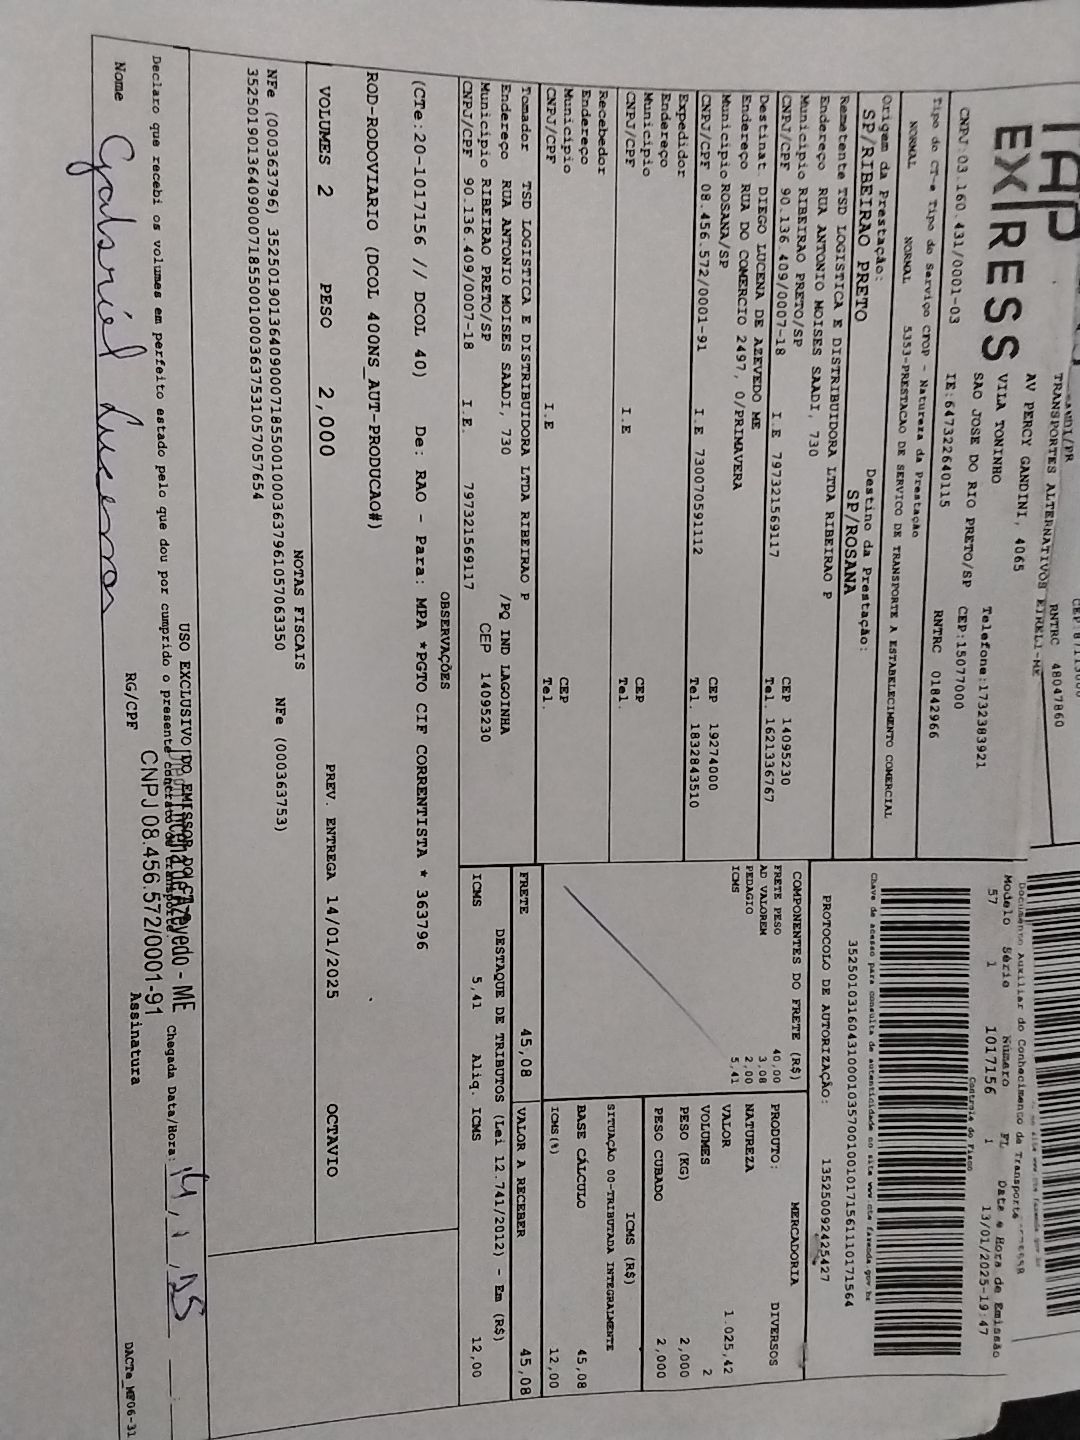 TAP
EXPRESS
TRANSPORTES ALTERNATIVOS EIRELI-ME
RNTRC 48047860
AV PERCY GANDINI, 4065
VILA TONINHO
SAO JOSE DO RIO PRETO/SP
Telefone:1732383921
CEP:15077000
CNPJ:03.160.431/0001-03
IE:647322640115
RNTRC 01842966
Tipo do CT-e Tipo do Serviço CFOP - Natureza da Prestação
NORMAL NORMAL 5353-PRESTACAO DE SERVICO DE TRANSPORTE A ESTABELECIMENTO COMERCIAL
Origem da Prestação: Destino da Prestação:
SP/RIBEIRAO PRETO SP/ROSANA
Remetente TSD LOGISTICA E DISTRIBUIDORA LTDA RIBEIRAO P
Endereço RUA ANTONIO MOISES SAADI, 730
Municipio RIBEIRAO PRETO/SP CEP 14095230
CNPJ/CPF 90.136.409/0007-18 I.E 797321569117 Tel. 1621336767
Destinat. DIEGO LUCENA DE AZEVEDO ME
Endereço RUA DO COMERCIO 2497, 0/PRIMAVERA
Municipio ROSANA/SP CEP 19274000
CNPJ/CPF 08.456.572/0001-91 I.E 730070591112 Tel. 1832843510
Expedidor
Endereço
Municipio CEP
CNPJ/CPF I.E Tel.
Recebedor
Endereço
Municipio CEP
CNPJ/CPF I.E Tel.
Tomador TSD LOGISTICA E DISTRIBUIDORA LTDA RIBEIRAO P
Endereço RUA ANTONIO MOISES SAADI, 730 /PQ IND LAGOINHA
Municipio RIBEIRAO PRETO/SP CEP 14095230
CNPJ/CPF 90.136.409/0007-18 I.E. 797321569117
Documento Auxiliar do Conhecimento de Transporte
Modelo Série Número FL Data e Hora de Emissão
57 1 1017156 1 13/01/2025-19:47
Controle do Fisco
Chave de acesso para consulta de autenticidade no site www.cte.fazenda.gov.br
35250103160431000103570010010171561110171564
PROTOCOLO DE AUTORIZAÇÃO: 135250092425427
COMPONENTES DO FRETE (R$)
FRETE PESO 40,00
AD VALOREM 3,08
PEDAGIO 2,00
ICMS 5,41
MERCADORIA
PRODUTO: DIVERSOS
NATUREZA
VALOR 1.025,42
VOLUMES 2
PESO (KG) 2,000
PESO CUBADO 2,000
ICMS (R$)
SITUAÇÃO 00-TRIBUTADA INTEGRALMENTE
BASE CÁLCULO 45,08
ICMS(%) 12,00
FRETE 45,08 VALOR A RECEBER 45,08
DESTAQUE DE TRIBUTOS (Lei 12.741/2012) - Em (R$)
ICMS 5,41 Aliq. ICMS 12,00
OBSERVAÇÕES
(CTe:20-1017156 // DCOL 40) De: RAO - Para: MPA *PGTO CIF CORRENTISTA * 363796
ROD-RODOVIARIO (DCOL 400NS_AUT-PRODUCAO#)
VOLUMES 2 PESO 2,000 PREV. ENTREGA 14/01/2025 OCTAVIO
NOTAS FISCAIS
NFe (000363796) 35250190136409000718550010003637961057063350 NFe (000363753)
35250190136409000718550010003637531057057654
USO EXCLUSIVO DO EMISSOR DO CT-e
Declaro que recebi os volumes em perfeito estado pelo que dou por cumprido o presente contrato de transporte
Chegada Data/Hora: 14 / 1 / 25
Diego Lucena de Azevedo - ME
CNPJ 08.456.572/0001-91
Nome Gabriel Lucena RG/CPF Assinatura
DACTe_MF06-31